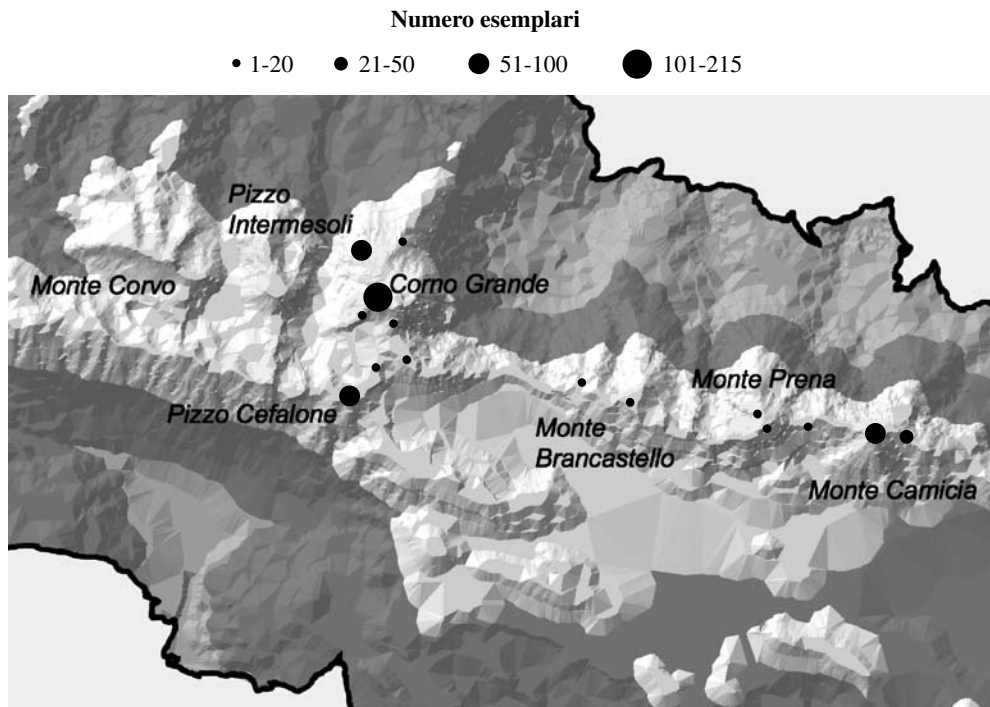 Numero esemplari
1-20 21-50 51-100 101-215
Pizzo
Intermesoli
Monte Corvo
Corno Grande
Pizzo Cefalone
Monte Prena
Monte
Brancastello
Monte Camicia